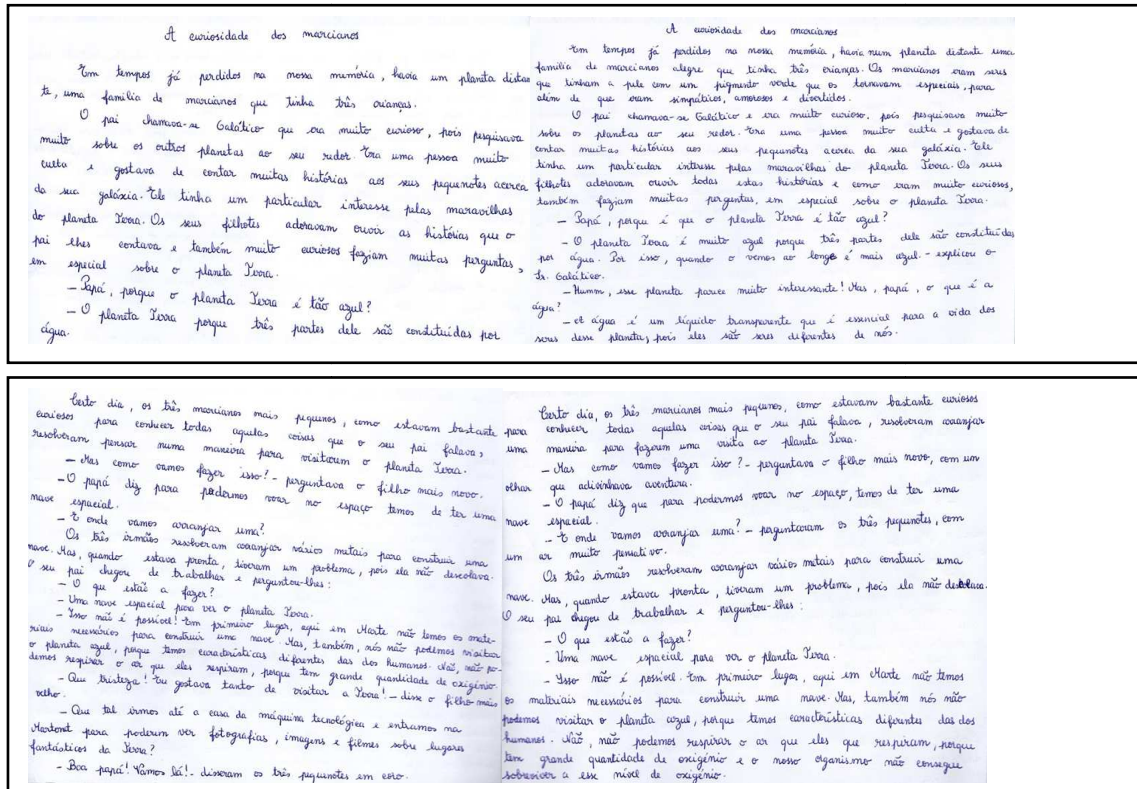 A curiosidade dos marcianos
Em tempos já perdidos na nossa memória, havia um planeta distan
te, uma família de marcianos que tinha três crianças.
O pai chamava-se Galático que era muito curioso, pois pesquisava
muito sobre os outros planetas ao seu redor. Era uma pessoa muito
culta e gostava de contar muitas histórias aos seus pequenotes acerca
da sua galáxia. Ele tinha um particular interesse pelas maravilhas
do planeta Terra. Os seus filhotes adoravam ouvir as histórias que o
pai lhes contava e também muito curiosos faziam muitas perguntas,
em especial sobre o planeta Terra.
– Papá, porque o planeta Terra é tão azul?
– O planeta Terra porque três partes dele são constituídas por
água.
A curiosidade dos marcianos
Em tempos já perdidos na nossa memória, havia num planeta distante uma
família de marcianos alegre que tinha três crianças. Os marcianos eram seres
que tinham a pele com um pigmento verde que os tornavam especiais, para
além de que eram simpáticos, amorosos e divertidos.
O pai chamava-se Galático e era muito curioso, pois pesquisava muito
sobre os planetas ao seu redor. Era uma pessoa muito culta e gostava de
contar muitas histórias aos seus pequenotes acerca da sua galáxia. Ele
tinha um particular interesse pelas maravilhas do planeta Terra. Os seus
filhotes adoravam ouvir todas estas histórias e como eram muito curiosos,
também faziam muitas perguntas, em especial sobre o planeta Terra.
– Papá, porque é que o planeta Terra é tão azul?
– O planeta Terra é muito azul porque três partes dele são constituídas
por água. Por isso, quando o vemos ao longe é mais azul. - explicou o
Sr. Galático.
– Humm, esse planeta parece muito interessante! Mas, papá, o que é a
água?
– A água é um líquido transparente que é essencial para a vida dos
seres desse planeta, pois eles são seres diferentes de nós.
Certo dia, os três marcianos mais pequenos, como estavam bastante
curiosos para conhecer todas aquelas coisas que o seu pai falava,
resolveram pensar numa maneira para visitarem o planeta Terra.
– Mas como vamos fazer isso? - perguntava o filho mais novo.
– O papá diz para podermos voar no espaço temos de ter uma
nave espacial.
– E onde vamos arranjar uma?
Os três irmãos resolveram arranjar vários metais para construir uma
nave. Mas, quando estava pronta, tiveram um problema, pois ela não descolava.
O seu pai chegou de trabalhar e perguntou-lhes:
– O que estão a fazer?
– Uma nave espacial para ver o planeta Terra.
– Isso não é possível! Em primeiro lugar, aqui em Marte não temos os mate-
riais necessários para construir uma nave. Mas, também, nós não podemos visitar
o planeta azul, porque temos características diferentes das dos humanos. Não, não po-
demos respirar o ar que eles respiram, porque tem grande quantidade de oxigénio.
– Que tristeza! Eu gostava tanto de visitar a Terra! - disse o filho mais
velho.
– Que tal irmos até a casa da máquina tecnológica e entramos na
Martonet para poderem ver fotografias, imagens e filmes sobre lugares
fantásticos da Terra?
– Boa papá! Vamos lá! - disseram os três pequenotes em coro.
Certo dia, os três marcianos mais pequenos, como estavam bastante curiosos
para conhecer todas aquelas coisas que o seu pai falava, resolveram arranjar
uma maneira para fazerem uma visita ao planeta Terra.
– Mas como vamos fazer isso? - perguntava o filho mais novo, com um
olhar que adivinhava aventura.
– O papá diz que para podermos voar no espaço, temos de ter uma
nave espacial.
– E onde vamos arranjar uma? - perguntaram os três pequenotes, com
um ar muito pensativo.
Os três irmãos resolveram arranjar vários metais para construir uma
nave. Mas, quando estava pronta, tiveram um problema, pois ela não descolava.
O seu pai chegou de trabalhar e perguntou-lhes:
– O que estão a fazer?
– Uma nave espacial para ver o planeta Terra.
– Isso não é possível. Em primeiro lugar, aqui em Marte não temos
os materiais necessários para construir uma nave. Mas, também nós não
podemos visitar o planeta azul, porque temos características diferentes das dos
humanos. Não, não podemos respirar o ar que eles que respiram, porque
tem grande quantidade de oxigénio e o nosso organismo não consegue
sobreviver a esse nível de oxigénio.